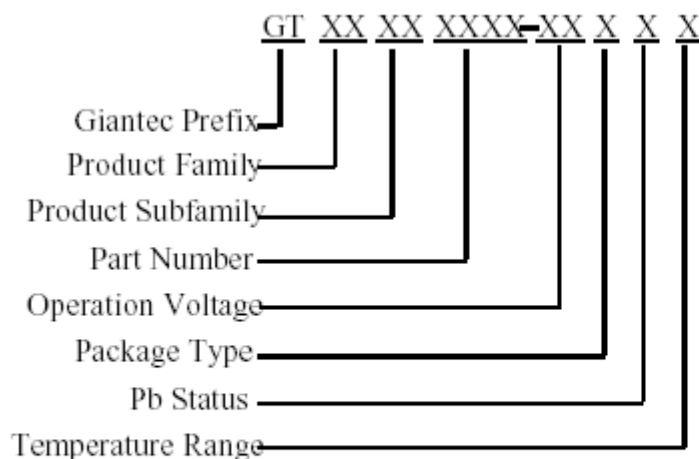 GT XX XX XXXX-XX X X X
Giantec Prefix
Product Family
Product Subfamily
Part Number
Operation Voltage
Package Type
Pb Status
Temperature Range